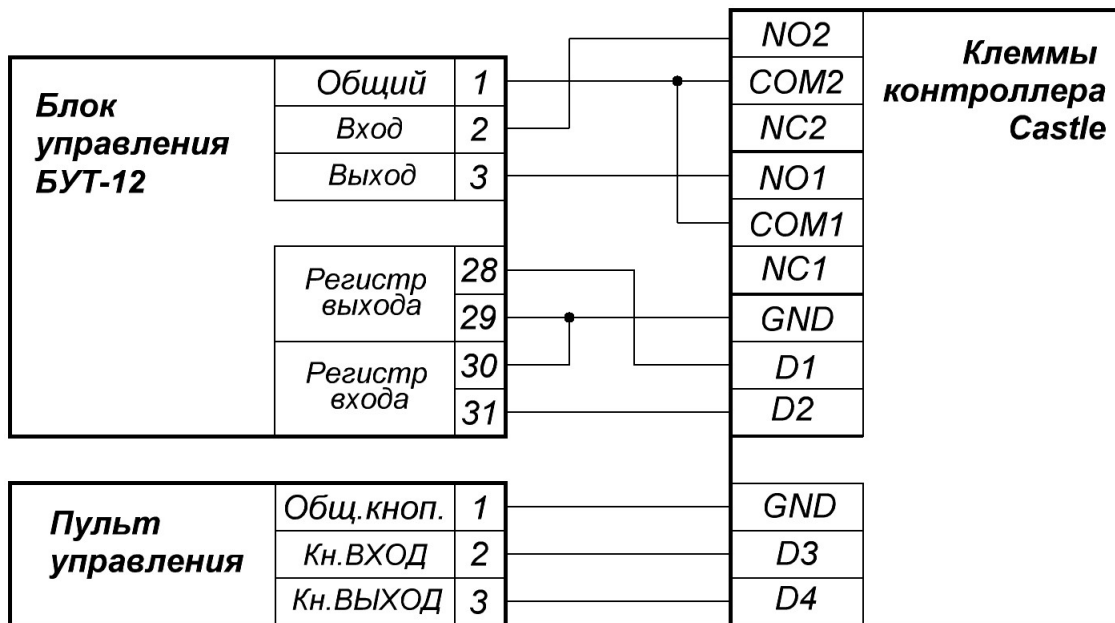 Блок
управления
БУТ-12
Общий 1
Вход 2
Выход 3
Регистр
выхода
28
29
Регистр
входа
30
31
Пульт
управления
Общ.кноп. 1
Кн.ВХОД 2
Кн.ВЫХОД 3
NO2
COM2
NC2
NO1
COM1
NC1
GND
D1
D2
GND
D3
D4
Клеммы
контроллера
Castle